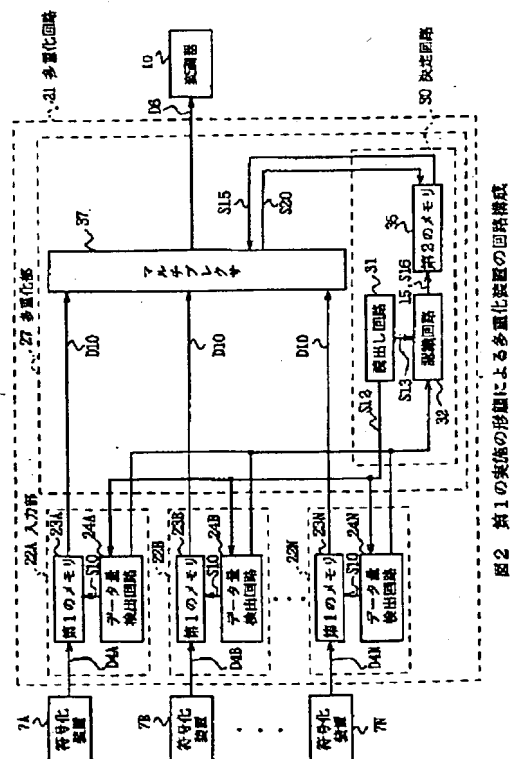 21 多重化回路
10
変調器
D6
27 多重化部
37
マルチプレクサ
S15
S20
30 決定回路
36
第2のメモリ
31
読出し回路
15, S16
S13
認識回路
32
S12
D10
D10
D10
22A 入力部
23A
第1のメモリ
S10
24A
データ量
検出回路
D4A
7A
符号化
装置
22B
23B
第1のメモリ
S10
24B
データ量
検出回路
D4B
7B
符号化
装置
22N
23N
第1のメモリ
S10
24N
データ量
検出回路
D4N
7N
符号化
装置
図2 第1の実施の形態による多重化装置の回路構成